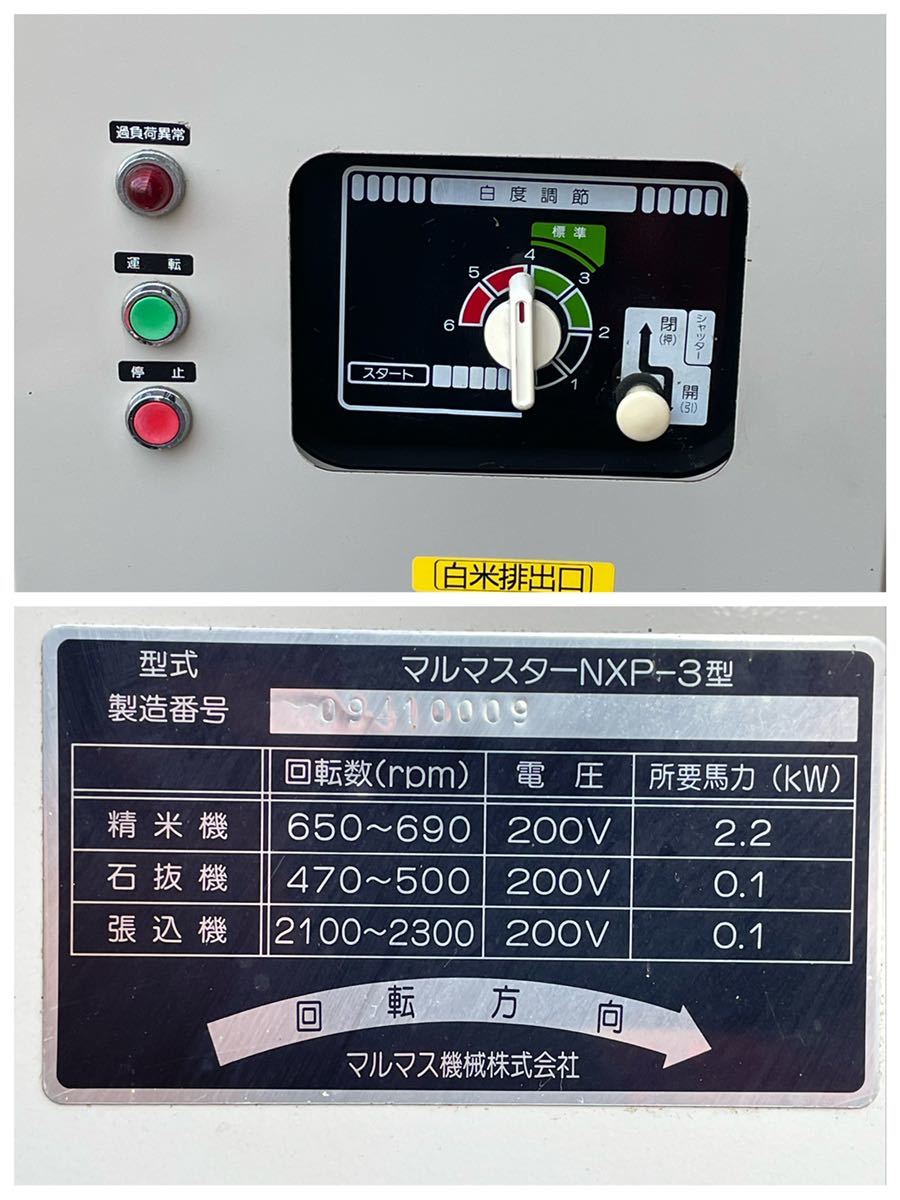 過負荷異常
運転
停止
白度調節
標準
6 5 4 3 2 1
スタート
シャッター
閉
(押)
開
(引)
白米排出口
型式 マルマスターNXP-3型
製造番号 09410009
回転数(rpm) 電圧 所要馬力(kW)
精米機 650~690 200V 2.2
石抜機 470~500 200V 0.1
張込機 2100~2300 200V 0.1
回転方向
マルマス機械株式会社